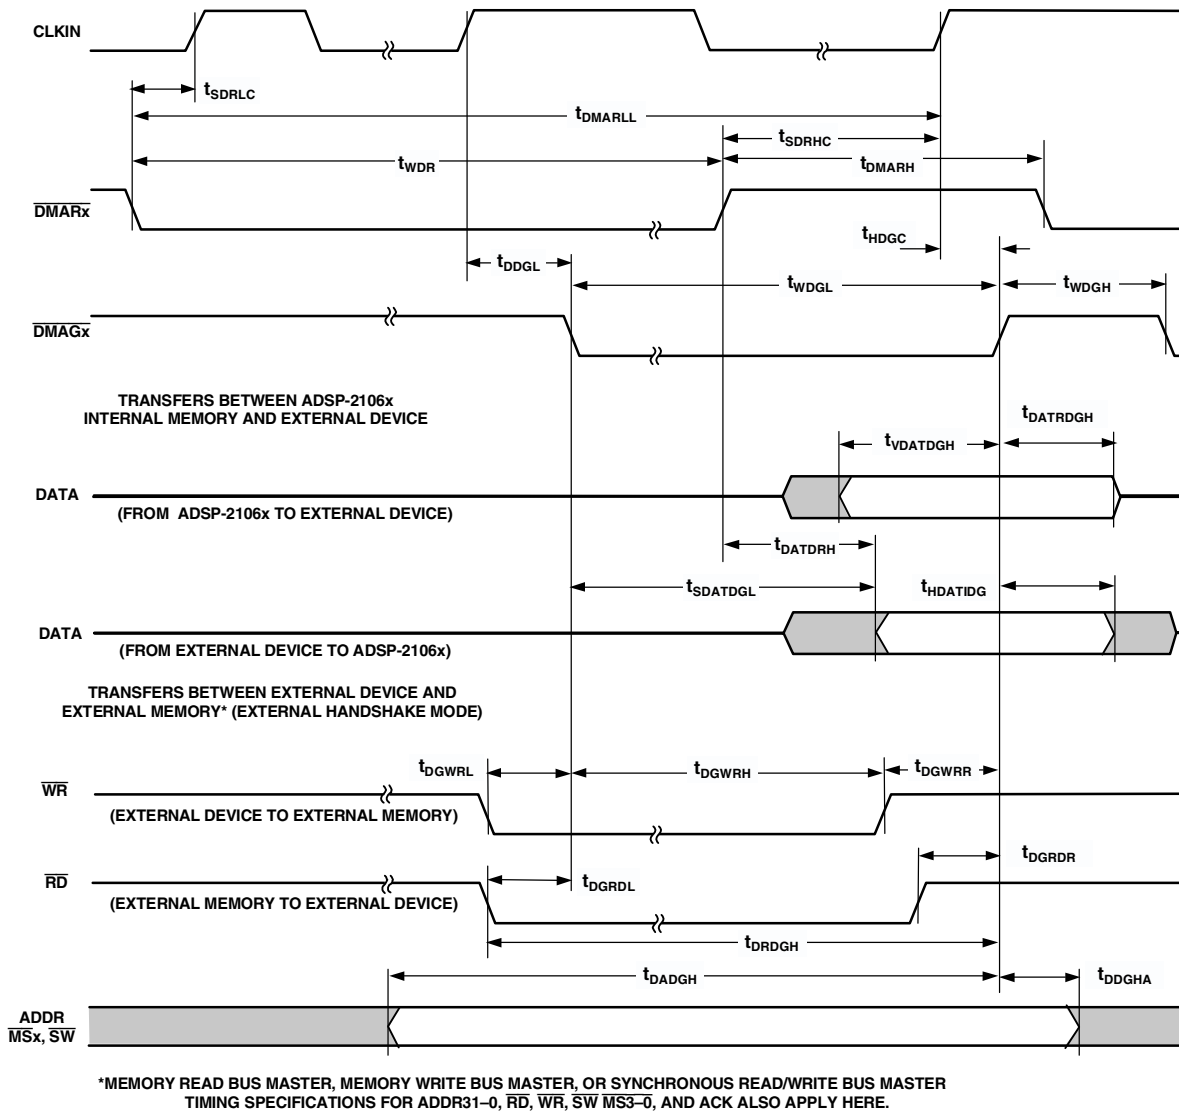 CLKIN
tSDRLC
tDMARLL
tSDRHC
tWDR
tDMARH
DMARx
tHDGC
tDDGL
tWDGL
tWDGH
DMAGx
TRANSFERS BETWEEN ADSP-2106x
INTERNAL MEMORY AND EXTERNAL DEVICE
tDATRDGH
tVDATDGH
DATA
(FROM ADSP-2106x TO EXTERNAL DEVICE)
tDATDRH
tSDATDGL
tHDATIDG
DATA
(FROM EXTERNAL DEVICE TO ADSP-2106x)
TRANSFERS BETWEEN EXTERNAL DEVICE AND
EXTERNAL MEMORY* (EXTERNAL HANDSHAKE MODE)
tDGWRL
tDGWRH
tDGWRR
WR
(EXTERNAL DEVICE TO EXTERNAL MEMORY)
tDGRDR
RD
tDGRDL
(EXTERNAL MEMORY TO EXTERNAL DEVICE)
tDRDGH
tDADGH
tDDGHA
ADDR
MSx, SW
*MEMORY READ BUS MASTER, MEMORY WRITE BUS MASTER, OR SYNCHRONOUS READ/WRITE BUS MASTER
TIMING SPECIFICATIONS FOR ADDR31–0, RD, WR, SW MS3–0, AND ACK ALSO APPLY HERE.